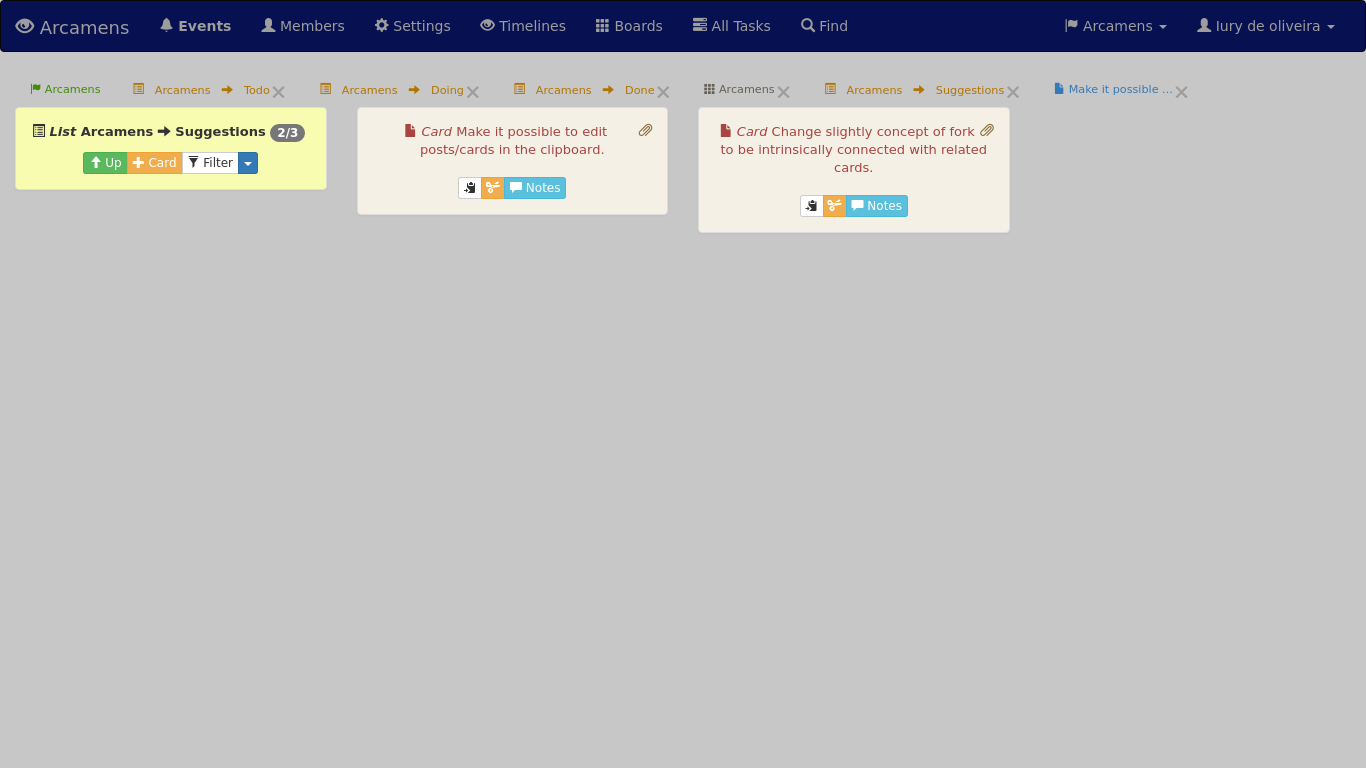 Arcamens Events Members Settings Timelines Boards All Tasks Find Arcamens Iury de oliveira
Arcamens Arcamens Todo Arcamens Doing Arcamens Done Arcamens Arcamens Suggestions Make it possible ...
List Arcamens Suggestions 2/3
Up Card Filter
Card Make it possible to edit
posts/cards in the clipboard.
Notes
Card Change slightly concept of fork
to be intrinsically connected with related
cards.
Notes